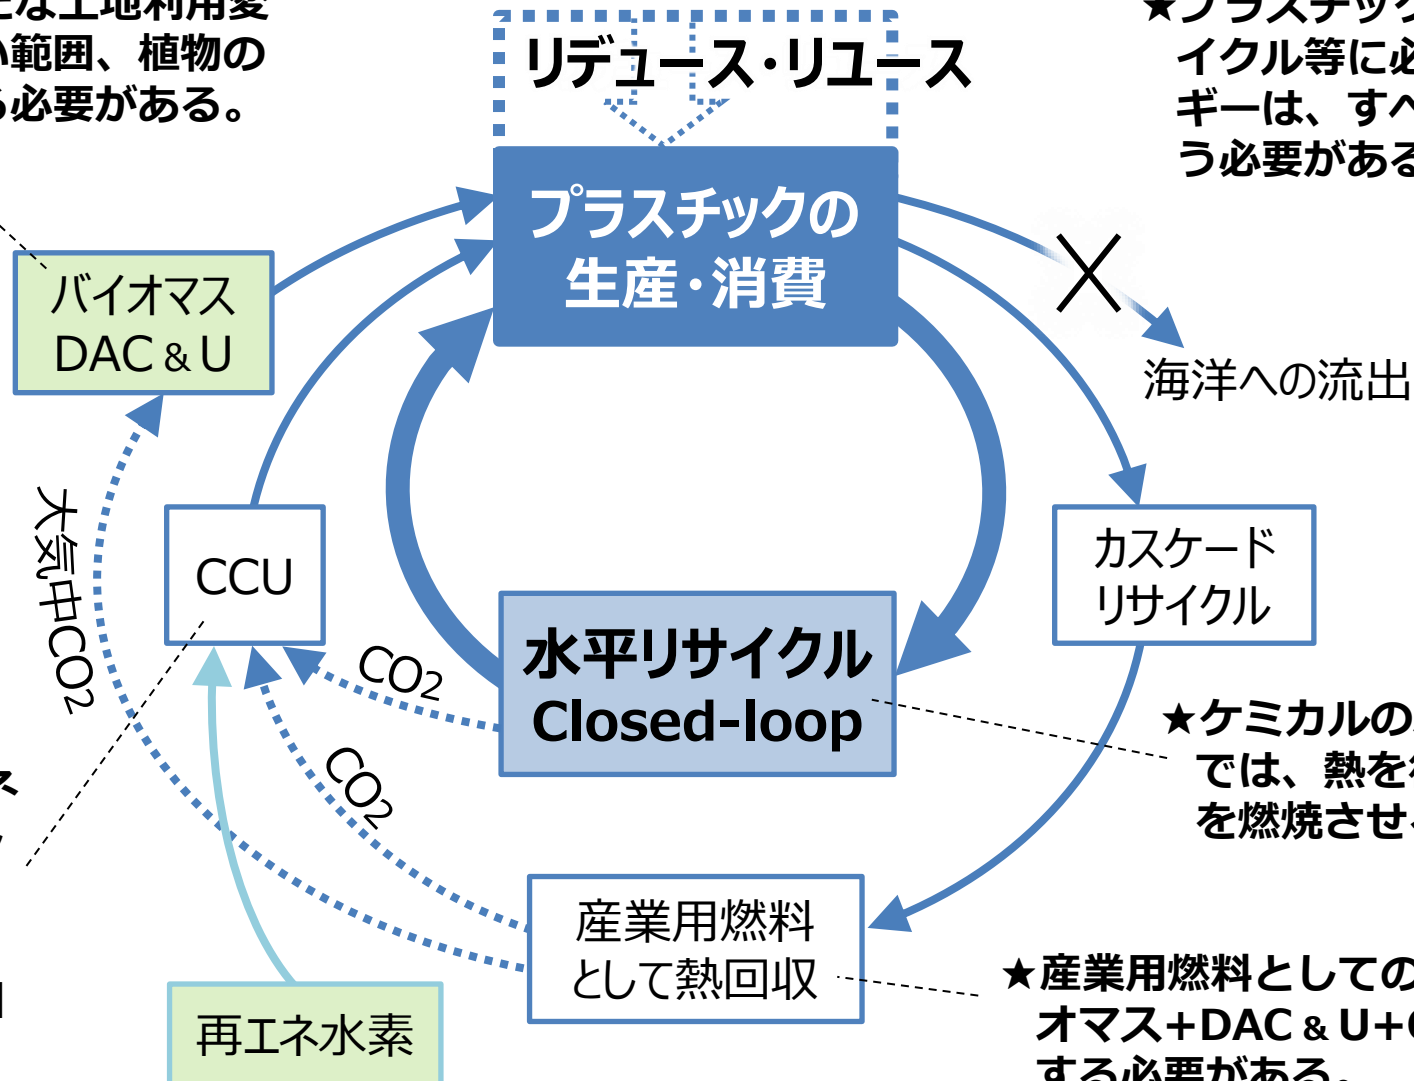 たな土地利用変
い範囲、植物の
る必要がある。
リデュース・リユース
★プラスチック
イクル等に必
ギーは、すべ
う必要がある
プラスチックの
生産・消費
バイオマス
DAC & U
海洋への流出
大気中CO2
CCU
カスケード
リサイクル
水平リサイクル
Closed-loop
CO2
CO2
★ケミカルの
では、熱を
を燃焼させ
産業用燃料
として熱回収
★産業用燃料としての
オマス+DAC & U+C
する必要がある。
再エネ水素